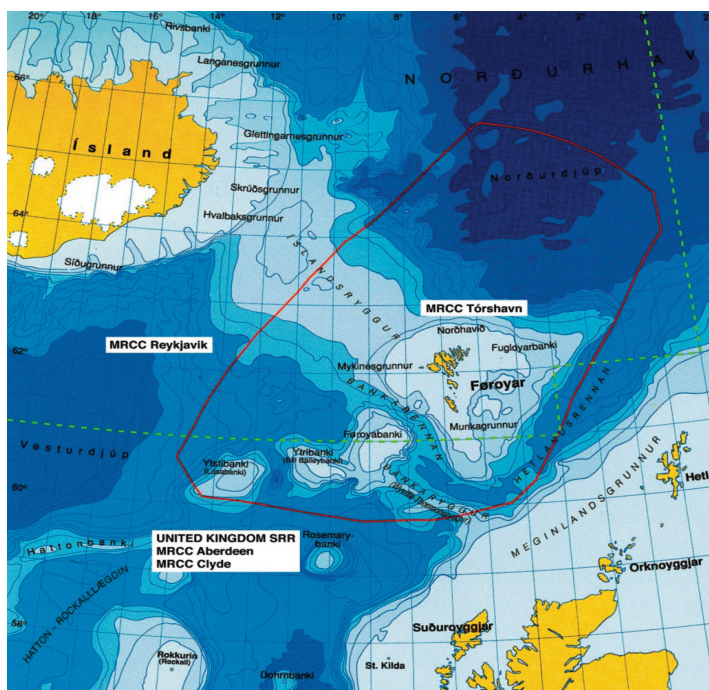 20°
18°
16°
14°
12°
10°
8°
6°
4°
2°
0°
Rivsbanki
Langanesgrunnur
66°
NORÐURHAV
Glettingarnesgrunnur
Ísland
Norðurdjúp
Skrúðsgrunnur
64°
Hvalbaksgrunnur
Síðugrunnur
ÍSLANDSRYGGUR
MRCC Tórshavn
Norðhavið
MRCC Reykjavik
Fugloyarbanki
62°
Mykinesgrunnur
Føroyar
BANKARENNAN
Munkagrunnur
HETLANDSRENNAN
Føroyabanki
Vesturdjúp
Ytribanki
(Bill Baileybanki)
Ytstibanki
(Lousbanki)
BANKARYGGUR
MEGINLANDSGRUNNUR
Hetl
60°
UNITED KINGDOM SRR
MRCC Aberdeen
MRCC Clyde
Rosemary-
banki
Hattonbanki
HATTON-ROCKALLLÆGDIN
Orknoyggjar
58°
Suðuroyggjar
Rokkurin
(Rockall)
St. Kilda
Dohrnbanki